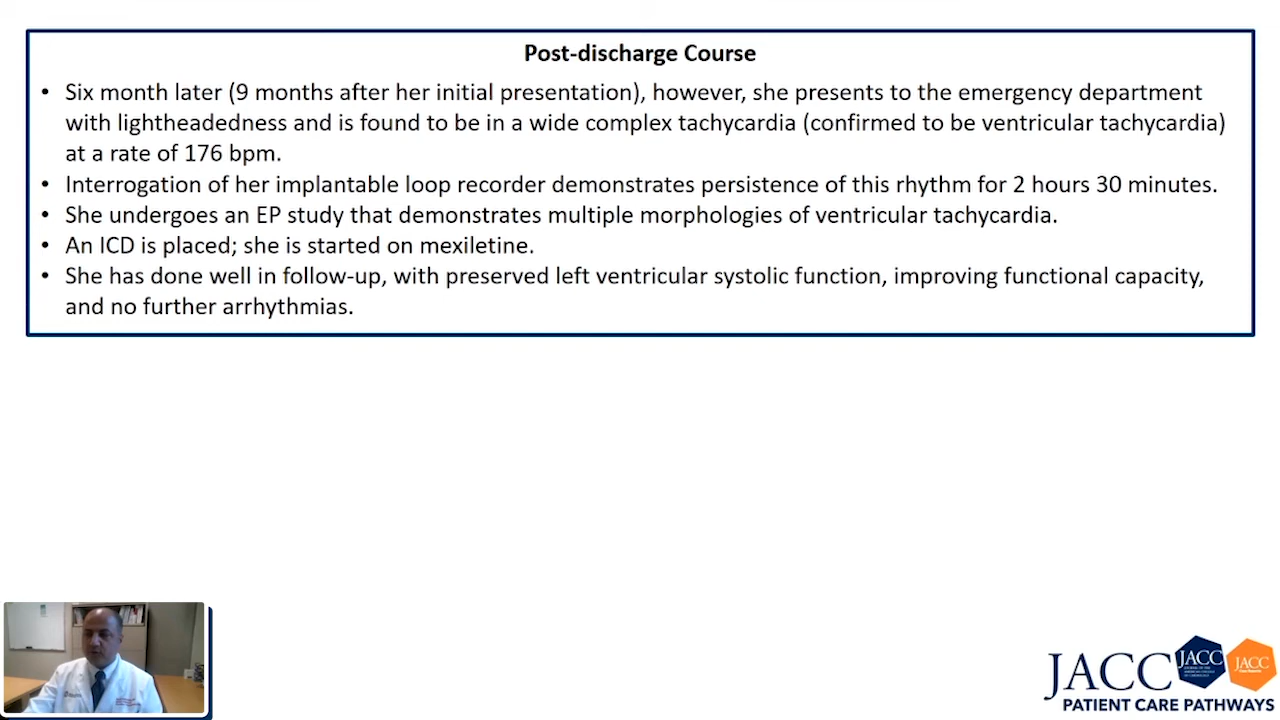 Post-discharge Course
• Six month later (9 months after her initial presentation), however, she presents to the emergency department
with lightheadedness and is found to be in a wide complex tachycardia (confirmed to be ventricular tachycardia)
at a rate of 176 bpm.
• Interrogation of her implantable loop recorder demonstrates persistence of this rhythm for 2 hours 30 minutes.
• She undergoes an EP study that demonstrates multiple morphologies of ventricular tachycardia.
• An ICD is placed; she is started on mexiletine.
• She has done well in follow-up, with preserved left ventricular systolic function, improving functional capacity,
and no further arrhythmias.
JACC
JACC
JACC
PATIENT CARE PATHWAYS